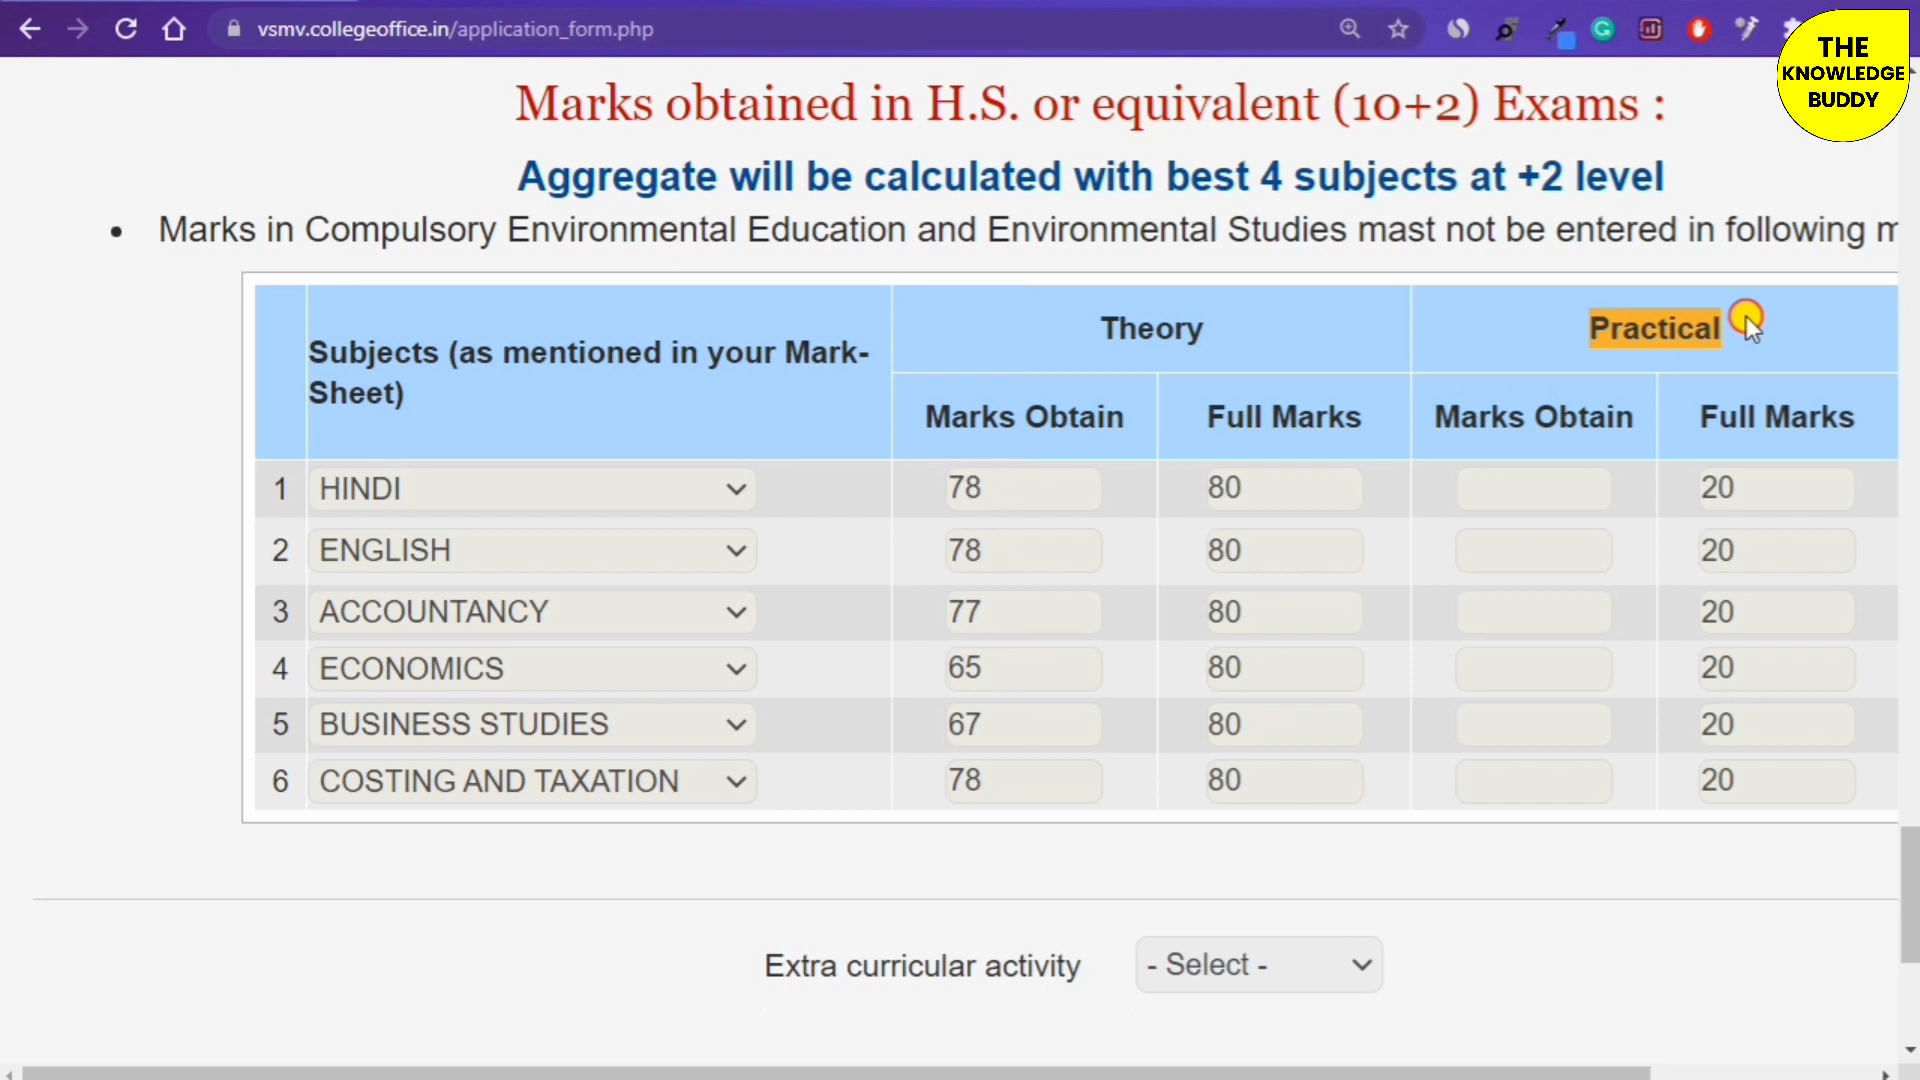 vsmv.collegeoffice.in/application_form.php
THE
KNOWLEDGE
BUDDY
Marks obtained in H.S. or equivalent (10+2) Exams :
Aggregate will be calculated with best 4 subjects at +2 level
• Marks in Compulsory Environmental Education and Environmental Studies mast not be entered in following
Subjects (as mentioned in your Mark-
Sheet)
Theory
Practical
Marks Obtain
Full Marks
Marks Obtain
Full Marks
1 HINDI 78 80 20
2 ENGLISH 78 80 20
3 ACCOUNTANCY 77 80 20
4 ECONOMICS 65 80 20
5 BUSINESS STUDIES 67 80 20
6 COSTING AND TAXATION 78 80 20
Extra curricular activity - Select -